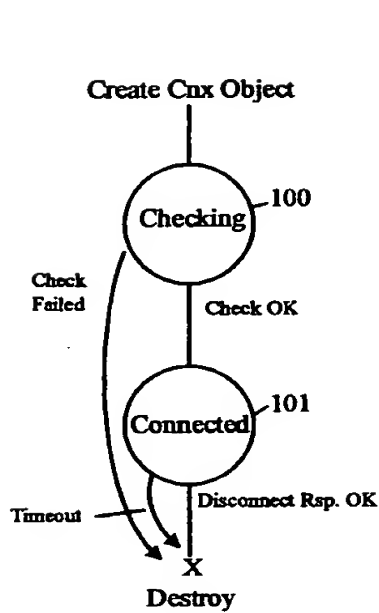 Create Cnx Object
Checking
100
Check
Failed
Check OK
Connected
101
Disconnect Rsp. OK
Timeout
X
Destroy